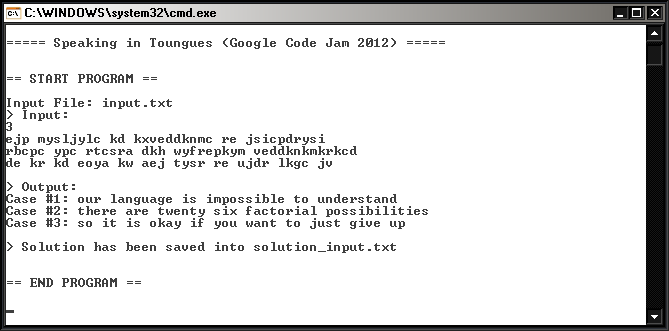 C:\WINDOWS\system32\cmd.exe
===== Speaking in Toungues (Google Code Jam 2012) =====
== START PROGRAM ==
Input File: input.txt
> Input:
3
ejp mysljylc kd kxveddknmc re jsicpdrysi
rbcpc ypc rtcsra dkh wyfrepkym veddknkmkrkcd
de kr kd eoya kw aej tysr re ujdr lkgc jv
> Output:
Case #1: our language is impossible to understand
Case #2: there are twenty six factorial possibilities
Case #3: so it is okay if you want to just give up
> Solution has been saved into solution_input.txt
== END PROGRAM ==